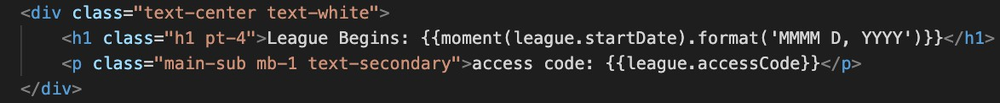 <div class="text-center text-white">
<h1 class="h1 pt-4">League Begins: {{moment(league.startDate).format('MMMM D, YYYY')}}</h1>
<p class="main-sub mb-1 text-secondary">access code: {{league.accessCode}}</p>
</div>